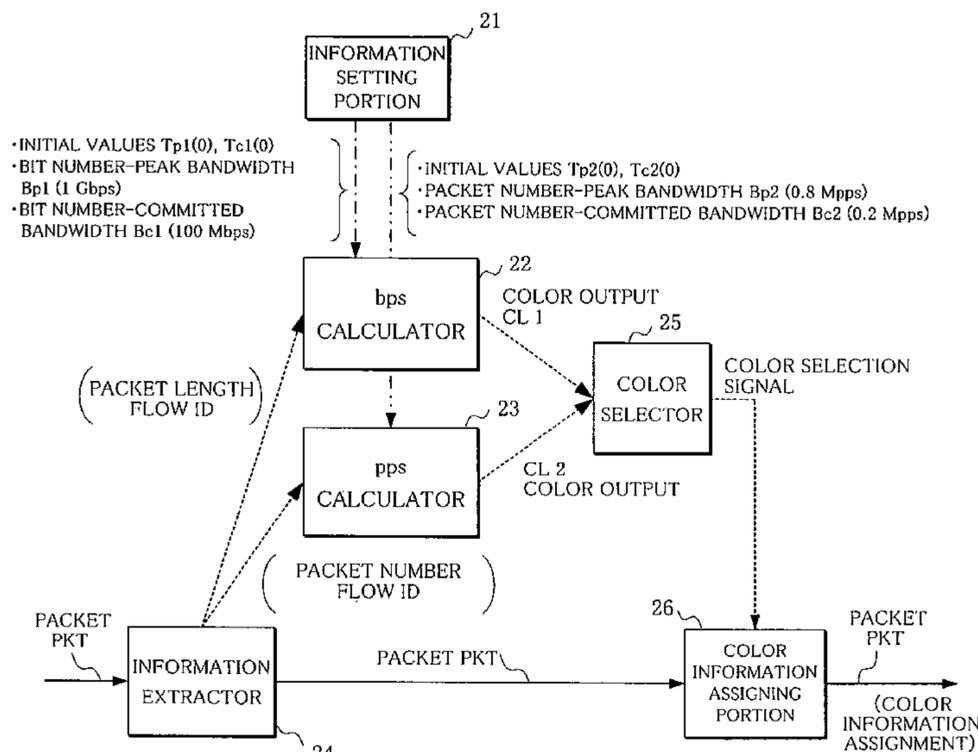 21
INFORMATION
SETTING
PORTION
·INITIAL VALUES Tp1(0), Tc1(0)
·BIT NUMBER-PEAK BANDWIDTH
Bp1 (1 Gbps)
·BIT NUMBER-COMMITTED
BANDWIDTH Bc1 (100 Mbps)
·INITIAL VALUES Tp2(0), Tc2(0)
·PACKET NUMBER-PEAK BANDWIDTH Bp2 (0.8 Mpps)
·PACKET NUMBER-COMMITTED BANDWIDTH Bc2 (0.2 Mpps)
22
bps
CALCULATOR
COLOR OUTPUT
CL 1
25
COLOR
SELECTOR
COLOR SELECTION
SIGNAL
(PACKET LENGTH
FLOW ID)
23
pps
CALCULATOR
CL 2
COLOR OUTPUT
(PACKET NUMBER
FLOW ID)
PACKET
PKT
INFORMATION
EXTRACTOR
24
PACKET PKT
26
COLOR
INFORMATION
ASSIGNING
PORTION
PACKET
PKT
(COLOR
INFORMATION
ASSIGNMENT)